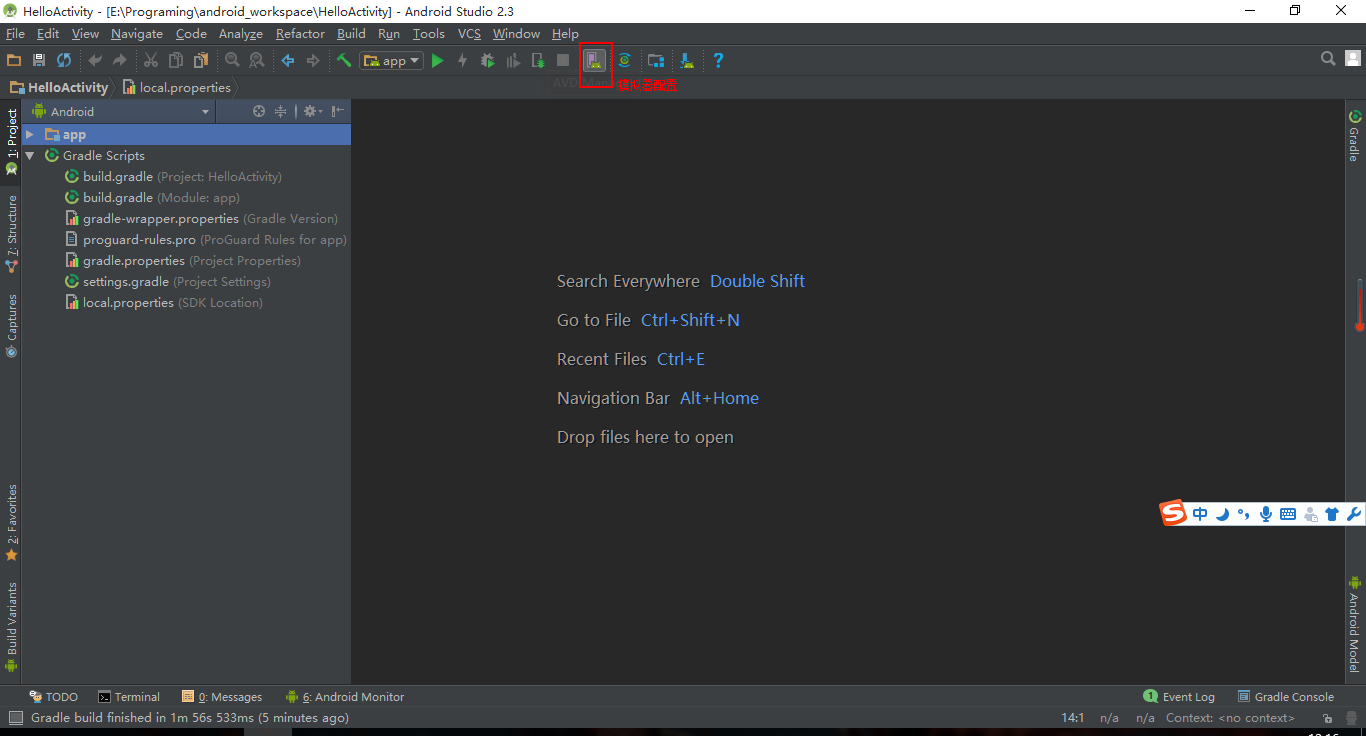 HelloActivity - [E:\Programing\android_workspace\HelloActivity] - Android Studio 2.3
File Edit View Navigate Code Analyze Refactor Build Run Tools VCS Window Help
app
HelloActivity local.properties
AVD Mana
模拟器配置
1: Project
7: Structure
Captures
2: Favorites
Build Variants
Android
app
Gradle Scripts
build.gradle (Project: HelloActivity)
build.gradle (Module: app)
gradle-wrapper.properties (Gradle Version)
proguard-rules.pro (ProGuard Rules for app)
gradle.properties (Project Properties)
settings.gradle (Project Settings)
local.properties (SDK Location)
Search Everywhere Double Shift
Go to File Ctrl+Shift+N
Recent Files Ctrl+E
Navigation Bar Alt+Home
Drop files here to open
Gradle
中
Android Model
TODO Terminal 0: Messages 6: Android Monitor 1 Event Log Gradle Console
Gradle build finished in 1m 56s 533ms (5 minutes ago) 14:1 n/a n/a Context: <no context>